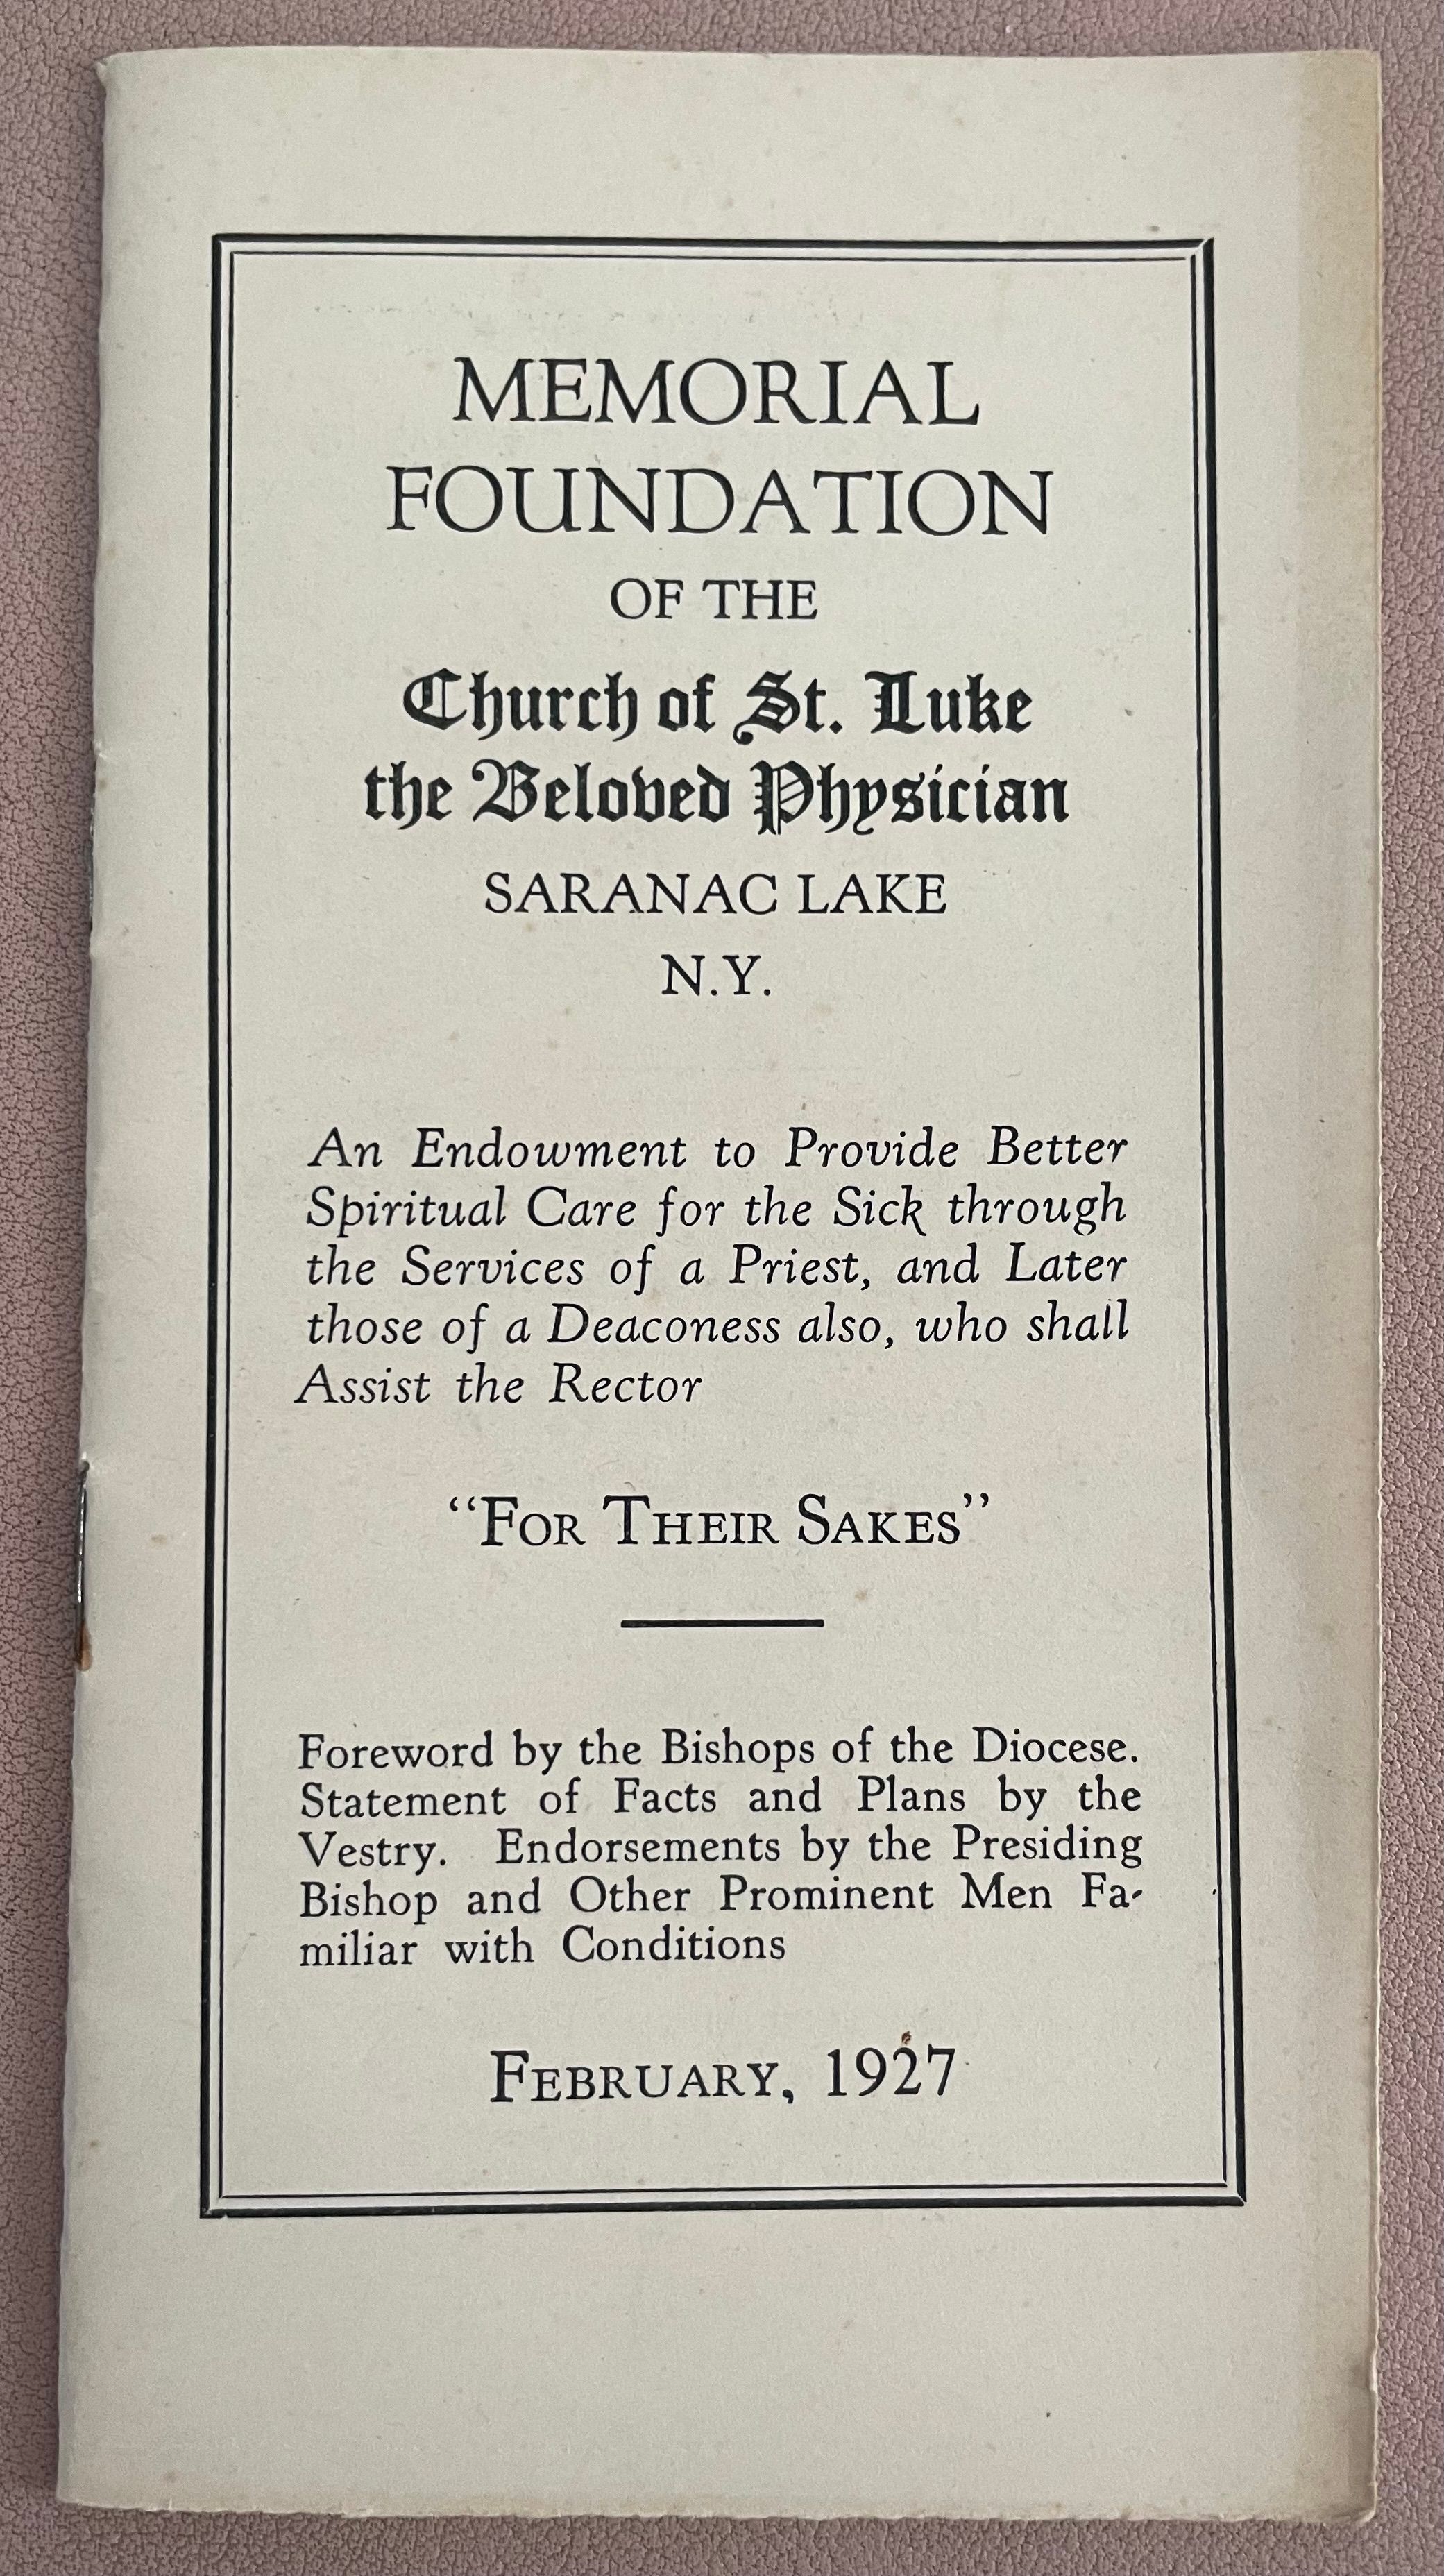 MEMORIAL
FOUNDATION
OF THE
Church of St. Luke
the Beloved Physician
SARANAC LAKE
N.Y.
An Endowment to Provide Better
Spiritual Care for the Sick through
the Services of a Priest, and Later
those of a Deaconess also, who shall
Assist the Rector
“FOR THEIR SAKES”
Foreword by the Bishops of the Diocese.
Statement of Facts and Plans by the
Vestry. Endorsements by the Presiding
Bishop and Other Prominent Men Fa-
miliar with Conditions
FEBRUARY, 1927